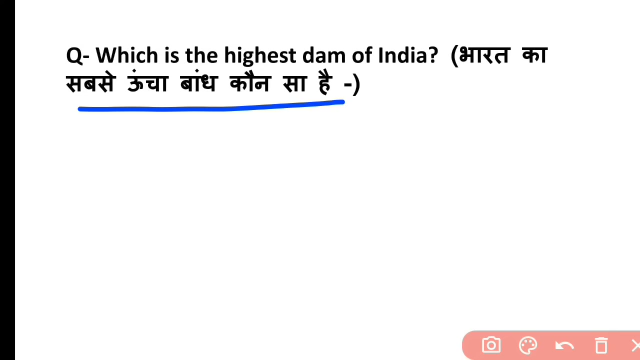 Q- Which is the highest dam of India? (भारत का
सबसे ऊंचा बांध कौन सा है -)